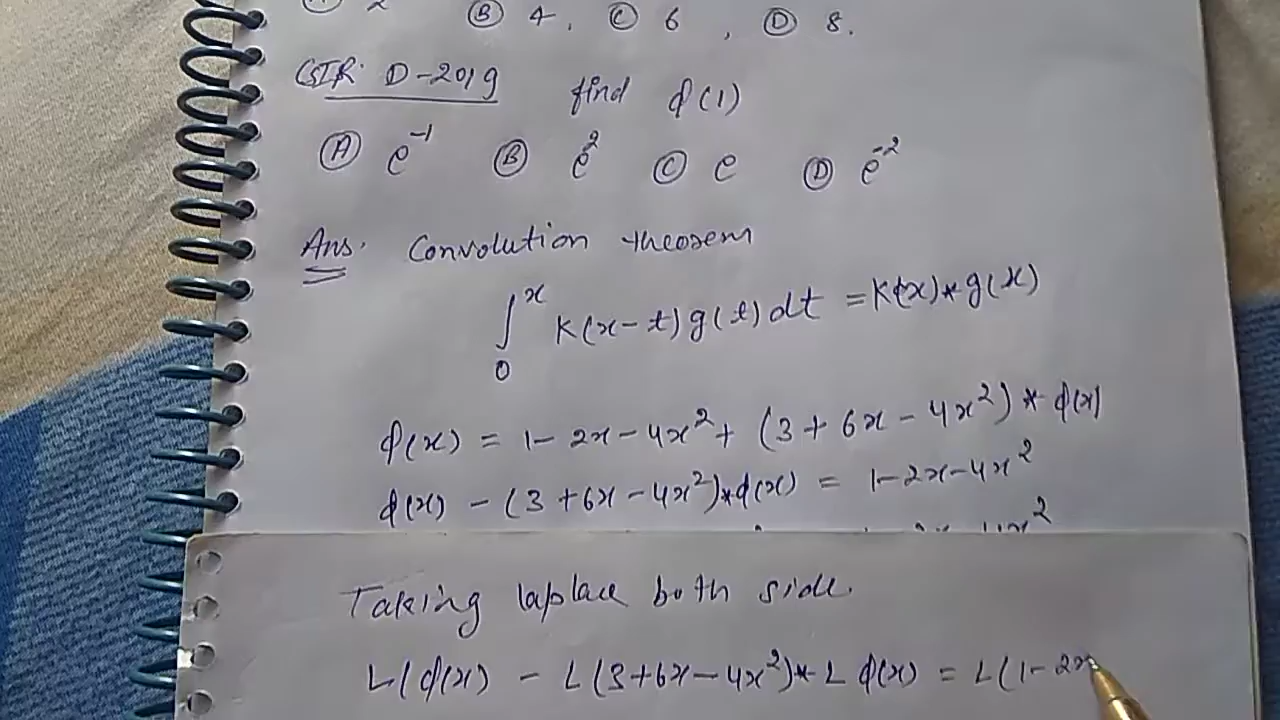 Ⓑ 4, Ⓒ 6, Ⓓ 8.
CSIR D-2019 find φ(1)
Ⓐ e⁻¹ Ⓑ e² Ⓒ e Ⓓ e⁻²
Ans. Convolution theorem
∫₀ˣ K(x-t)g(t)dt = K(x)*g(x)
φ(x) = 1-2x-4x²+ (3+6x-4x²)*φ(x)
φ(x) - (3+6x-4x²)*φ(x) = 1-2x-4x²
Taking laplace both side.
L(φ(x) - L(3+6x-4x²)*L φ(x) = L(1-2x